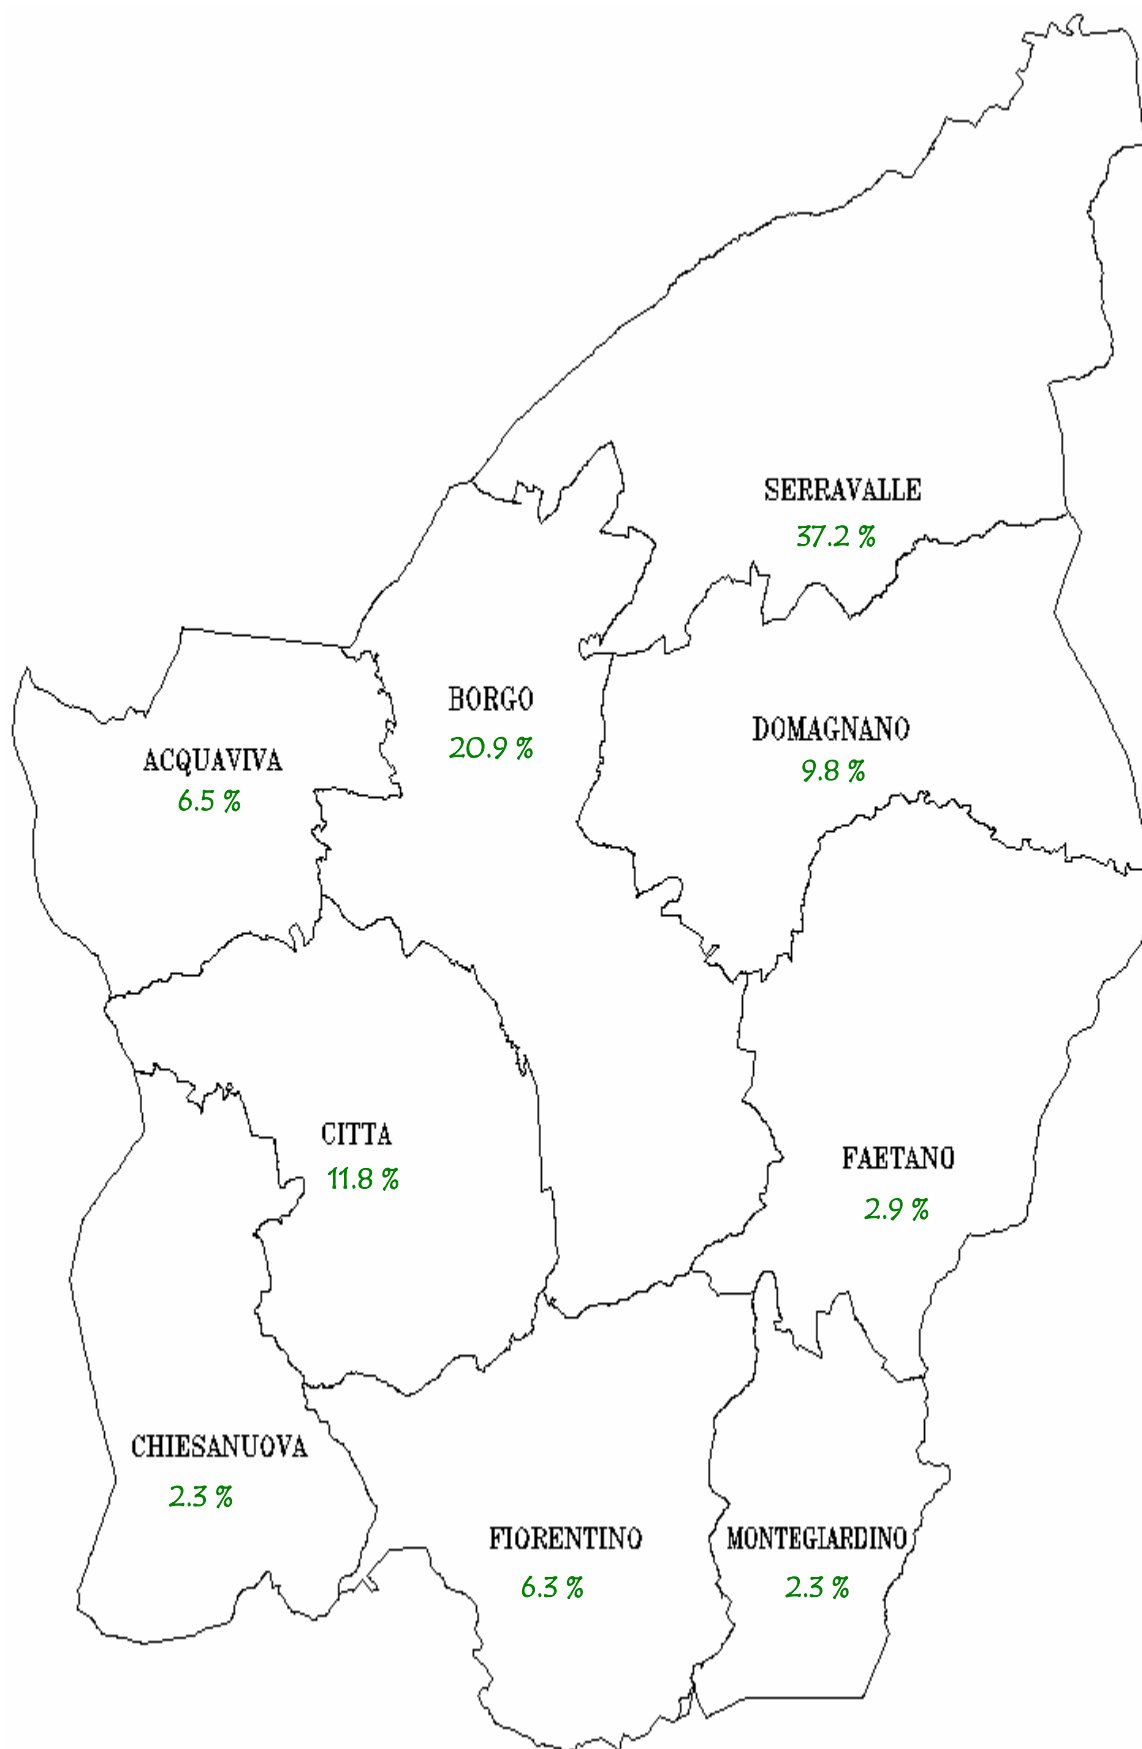 SERRAVALLE
37.2 %
BORGO
20.9 %
DOMAGNANO
9.8 %
ACQUAVIVA
6.5 %
CITTA
11.8 %
FAETANO
2.9 %
CHIESANUOVA
2.3 %
FIORENTINO
6.3 %
MONTEGIARDINO
2.3 %